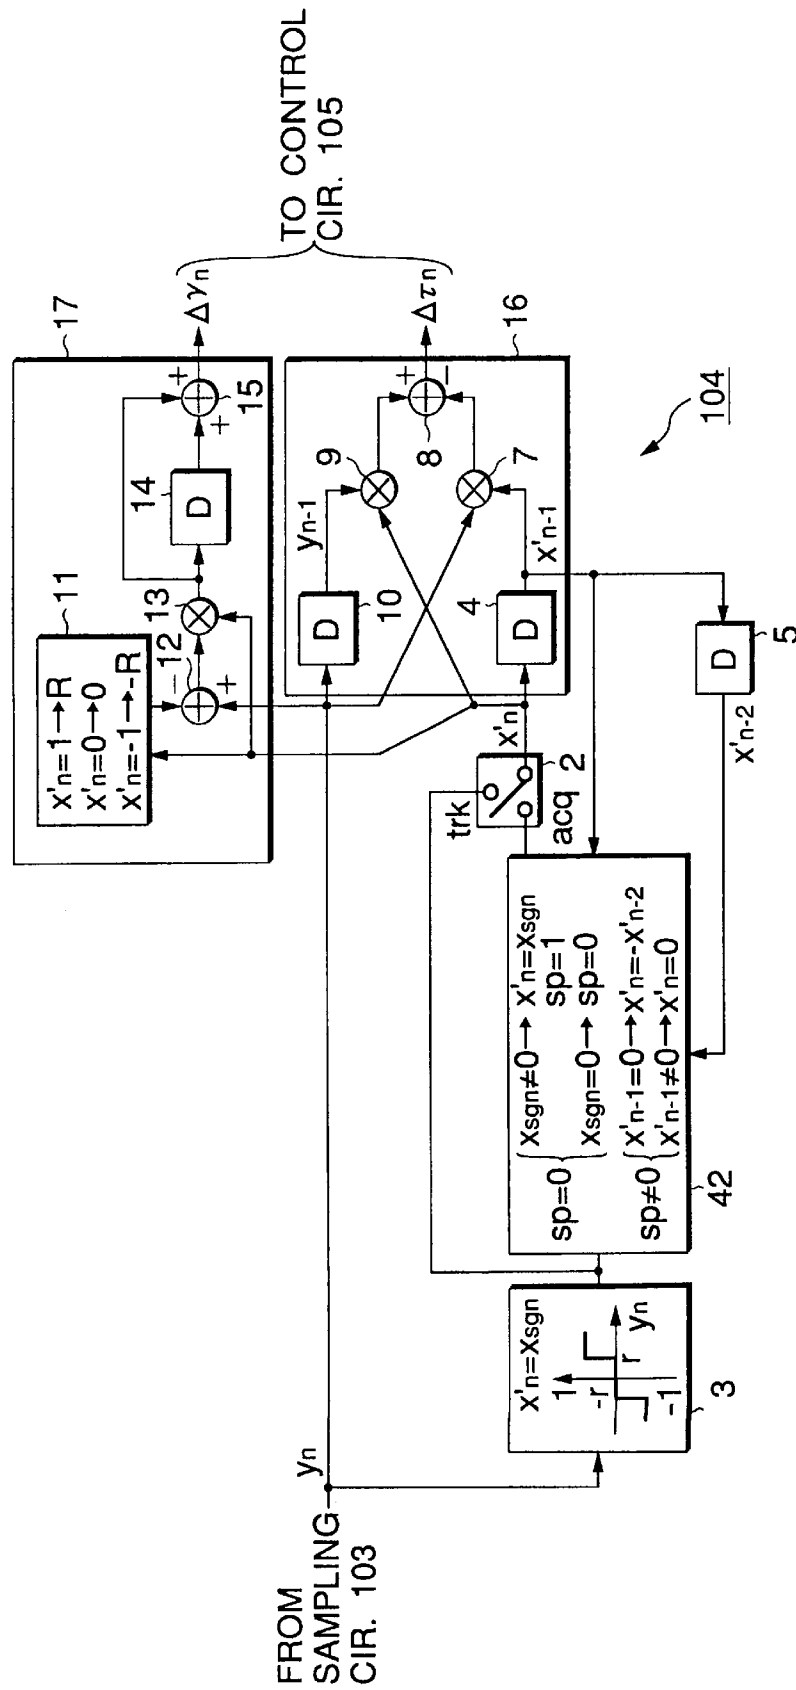 FROM
SAMPLING
CIR. 103
yn
x'n=xsgn
1
-r
r
yn
-1
3
sp=0
xsgn≠0→x'n=xsgn
sp=1
xsgn=0→sp=0
sp≠0
x'n-1=0→x'n=-x'n-2
x'n-1≠0→x'n=0
42
trk
acq
2
x'n
D
4
x'n-1
D
5
x'n-2
D
10
yn-1
9
7
8
+
−
Δτn
16
11
x'n=1→R
x'n=0→0
x'n=-1→-R
−
+
12
13
D
14
+
+
15
Δγn
17
TO CONTROL
CIR. 105
104